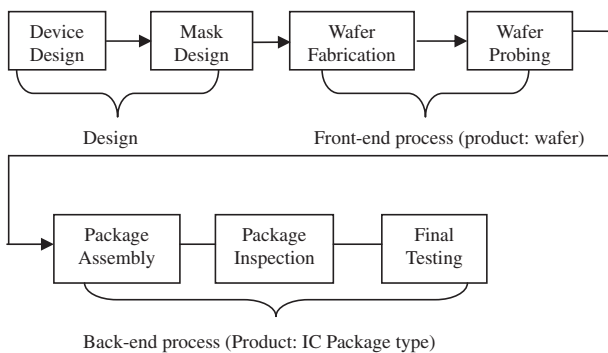 Device
Design
Mask
Design
Wafer
Fabrication
Wafer
Probing
Design
Front-end process (product: wafer)
Package
Assembly
Package
Inspection
Final
Testing
Back-end process (Product: IC Package type)